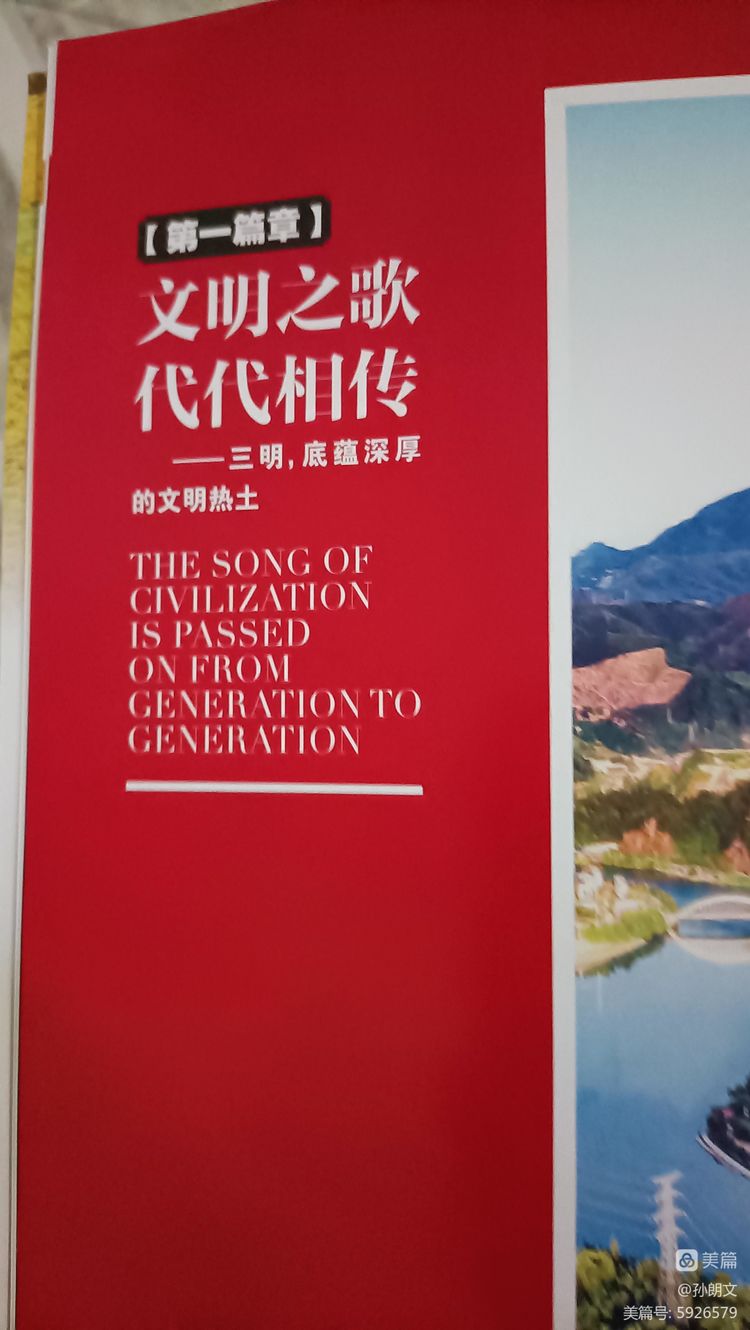 【第一篇章】
文明之歌
代代相传
——三明,底蕴深厚
的文明热土
THE SONG OF
CIVILIZATION
IS PASSED
ON FROM
GENERATION TO
GENERATION
美篇
@孙朗文
美篇号: 5926579